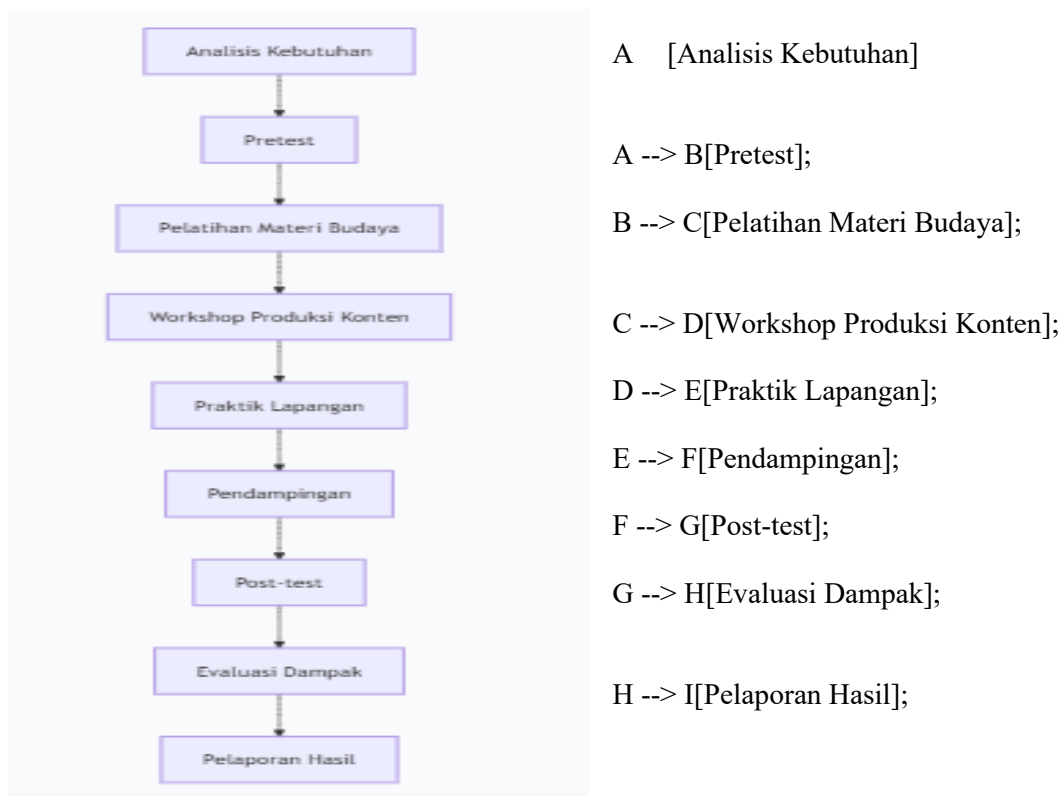 Analisis Kebutuhan
Pretest
Pelatihan Materi Budaya
Workshop Produksi Konten
Praktik Lapangan
Pendampingan
Post-test
Evaluasi Dampak
Pelaporan Hasil
A [Analisis Kebutuhan]
A --> B[Pretest];
B --> C[Pelatihan Materi Budaya];
C --> D[Workshop Produksi Konten];
D --> E[Praktik Lapangan];
E --> F[Pendampingan];
F --> G[Post-test];
G --> H[Evaluasi Dampak];
H --> I[Pelaporan Hasil];